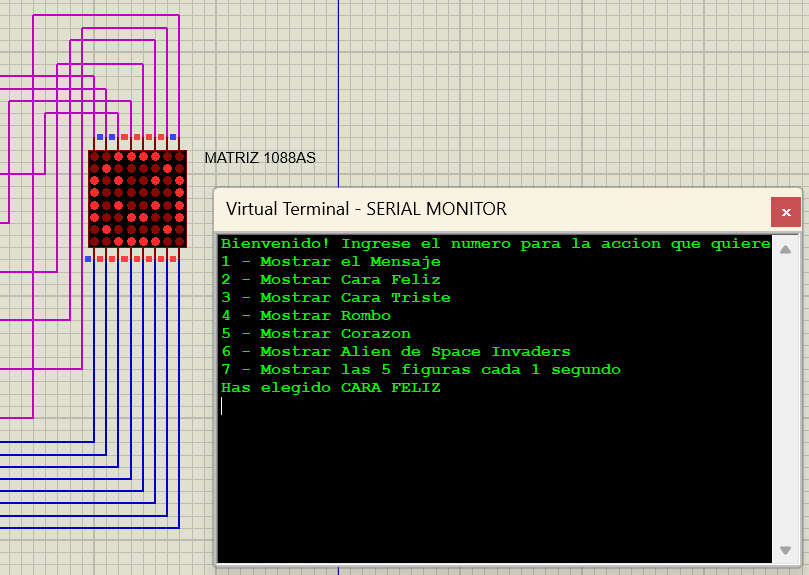 MATRIZ 1088AS
Virtual Terminal - SERIAL MONITOR
Bienvenido! Ingrese el numero para la accion que quiere
1 - Mostrar el Mensaje
2 - Mostrar Cara Feliz
3 - Mostrar Cara Triste
4 - Mostrar Rombo
5 - Mostrar Corazon
6 - Mostrar Alien de Space Invaders
7 - Mostrar las 5 figuras cada 1 segundo
Has elegido CARA FELIZ